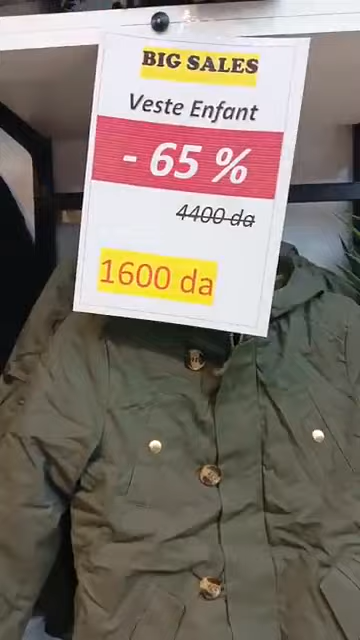 BIG SALES
Veste Enfant
- 65 %
4400 da
1600 da